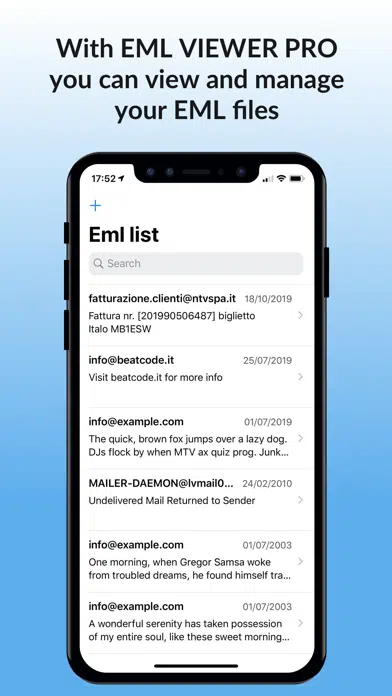 With EML VIEWER PRO
you can view and manage
your EML files
17:52
Eml list
Search
fatturazione.clienti@ntvspa.it 18/10/2019
Fattura nr. [201990506487] biglietto
Italo MB1ESW
info@beatcode.it 25/07/2019
Visit beatcode.it for more info
info@example.com 01/07/2019
The quick, brown fox jumps over a lazy dog.
DJs flock by when MTV ax quiz prog. Junk...
MAILER-DAEMON@lvmail0... 24/02/2010
Undelivered Mail Returned to Sender
info@example.com 01/07/2003
One morning, when Gregor Samsa woke
from troubled dreams, he found himself tra...
info@example.com 01/07/2003
A wonderful serenity has taken possession
of my entire soul, like these sweet morning...